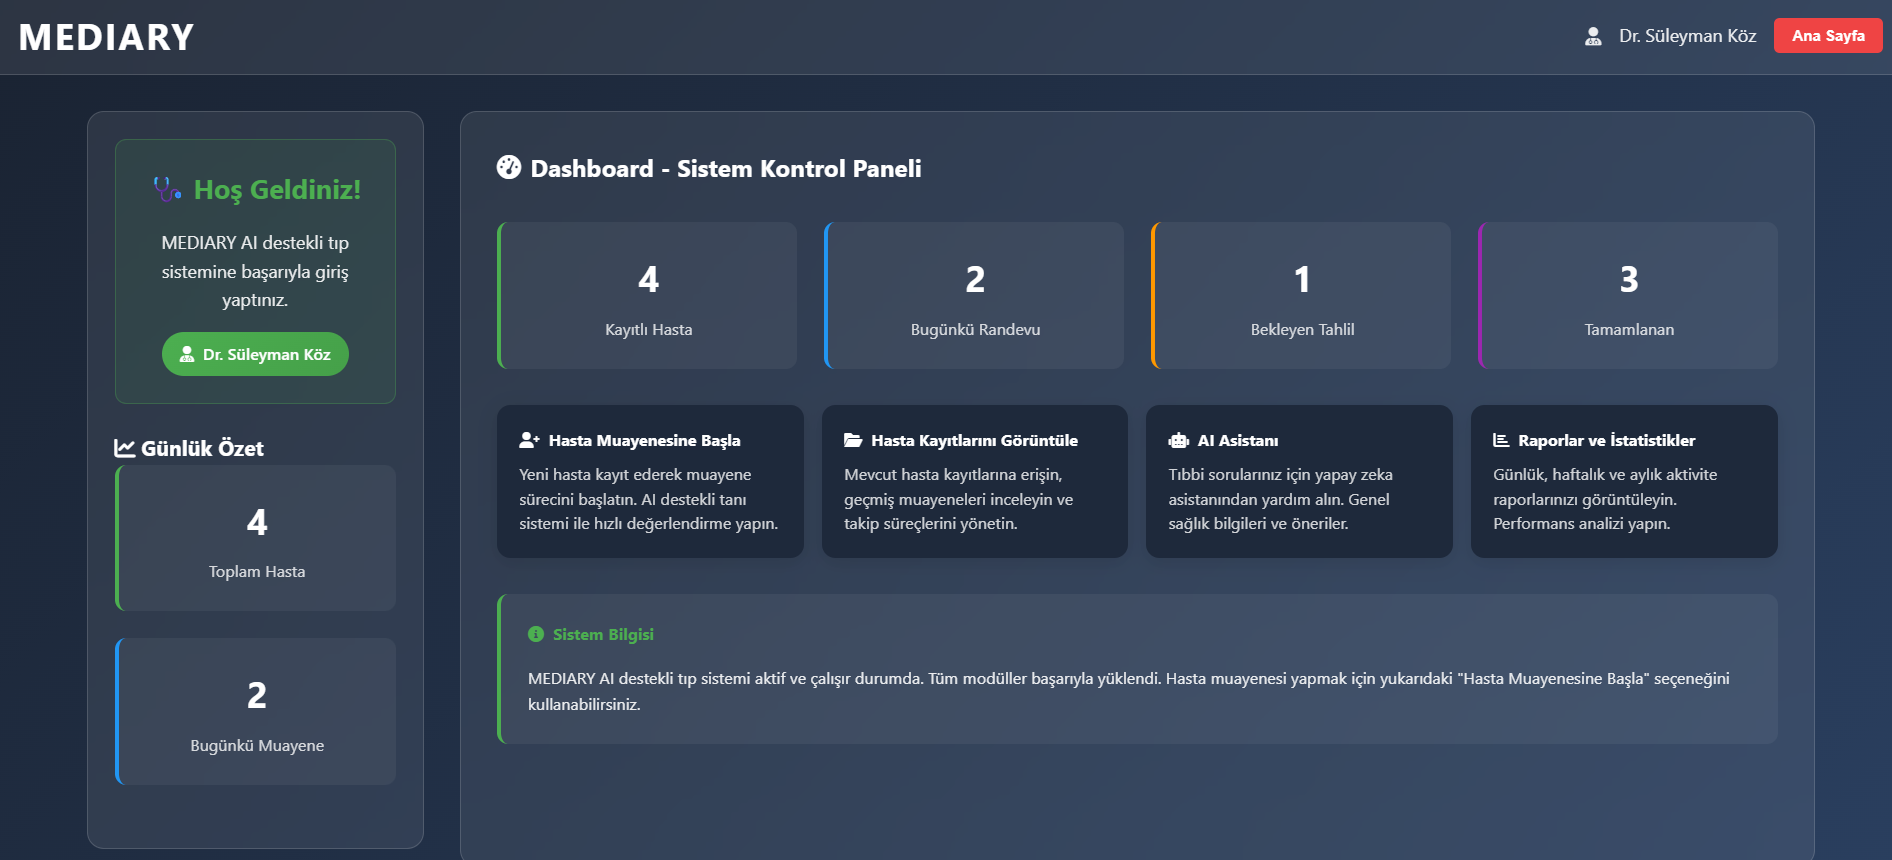 MEDIARY
Dr. Süleyman Köz
Ana Sayfa
Hoş Geldiniz!
MEDIARY AI destekli tıp
sistemine başarıyla giriş
yaptınız.
Dr. Süleyman Köz
Günlük Özet
4
Toplam Hasta
2
Bugünkü Muayene
Dashboard - Sistem Kontrol Paneli
4
Kayıtlı Hasta
2
Bugünkü Randevu
1
Bekleyen Tahlil
3
Tamamlanan
Hasta Muayenesine Başla
Yeni hasta kayıt ederek muayene
sürecini başlatın. AI destekli tanı
sistemi ile hızlı değerlendirme yapın.
Hasta Kayıtlarını Görüntüle
Mevcut hasta kayıtlarına erişin,
geçmiş muayeneleri inceleyin ve
takip süreçlerini yönetin.
AI Asistanı
Tıbbi sorularınız için yapay zeka
asistanından yardım alın. Genel
sağlık bilgileri ve öneriler.
Raporlar ve İstatistikler
Günlük, haftalık ve aylık aktivite
raporlarınızı görüntüleyin.
Performans analizi yapın.
Sistem Bilgisi
MEDIARY AI destekli tıp sistemi aktif ve çalışır durumda. Tüm modüller başarıyla yüklendi. Hasta muayenesi yapmak için yukarıdaki "Hasta Muayenesine Başla" seçeneğini
kullanabilirsiniz.